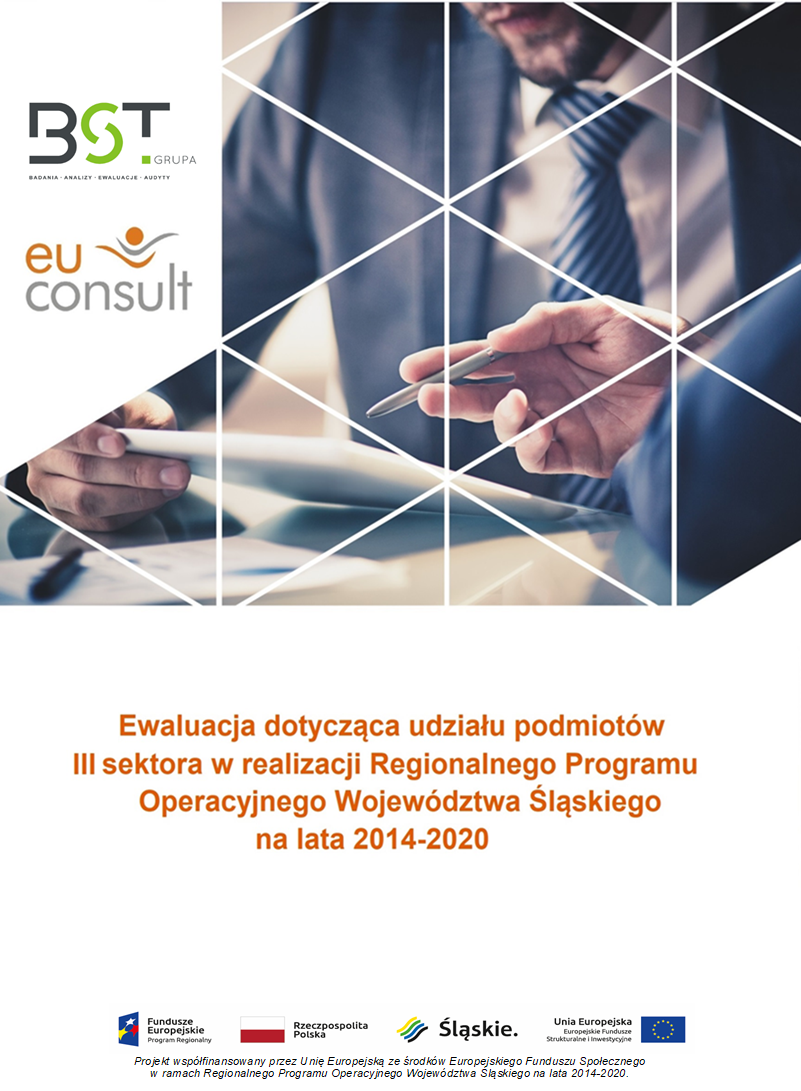 BST
GRUPA
BADANIA · ANALIZY · EWALUACJE · AUDYTY
eu
consult
Ewaluacja dotycząca udziału podmiotów
III sektora w realizacji Regionalnego Programu
Operacyjnego Województwa Śląskiego
na lata 2014-2020
Fundusze
Europejskie
Program Regionalny
Rzeczpospolita
Polska
Śląskie.
Unia Europejska
Europejskie Fundusze
Strukturalne i Inwestycyjne
Projekt współfinansowany przez Unię Europejską ze środków Europejskiego Funduszu Społecznego
w ramach Regionalnego Programu Operacyjnego Województwa Śląskiego na lata 2014-2020.